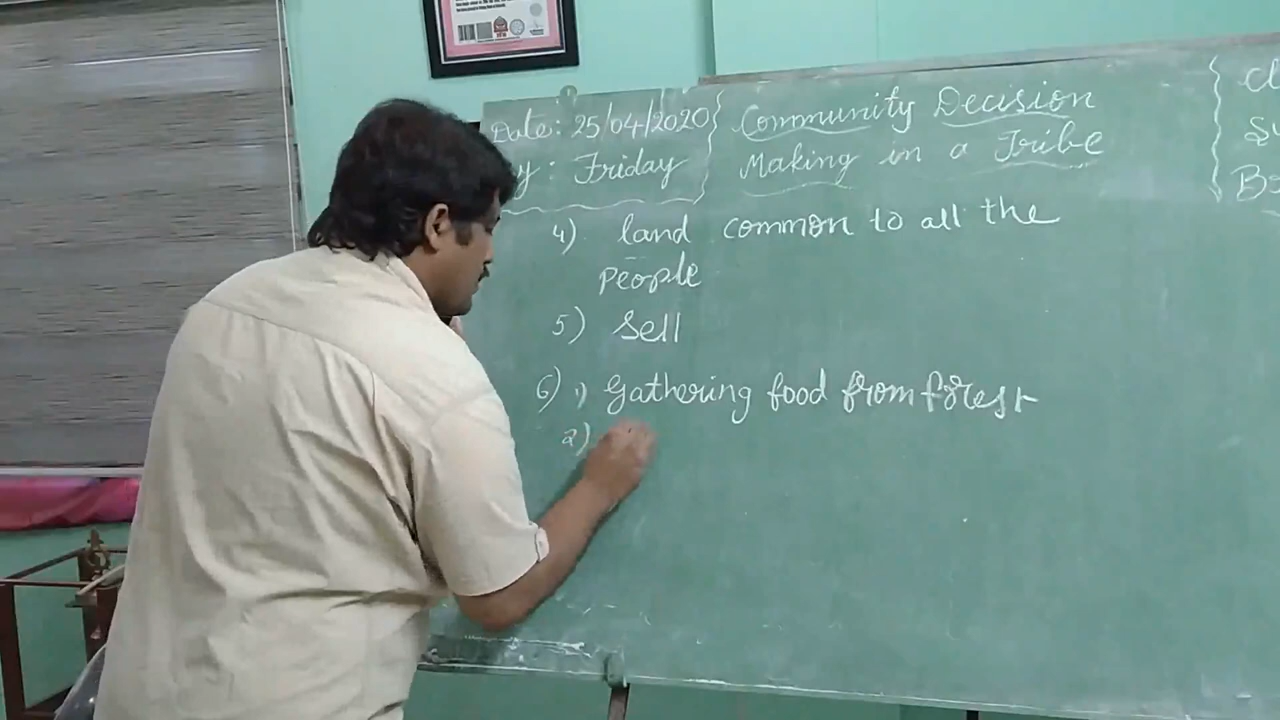 Date: 25/04/2020
y: Friday
Community Decision
Making in a Tribe
4) land common to all the
people
5) Sell
6) 1) Gathering food from forest
2)